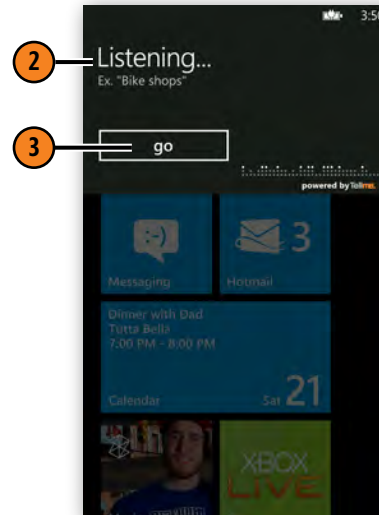 3:50
2
Listening...
Ex. "Bike shops"
3
go
powered by Tellme.
3
Messaging
Hotmail
Dinner with Dad
Tutta Bella
7:00 PM - 8:00 PM
Calendar
Sat 21
XBOX
LIVE